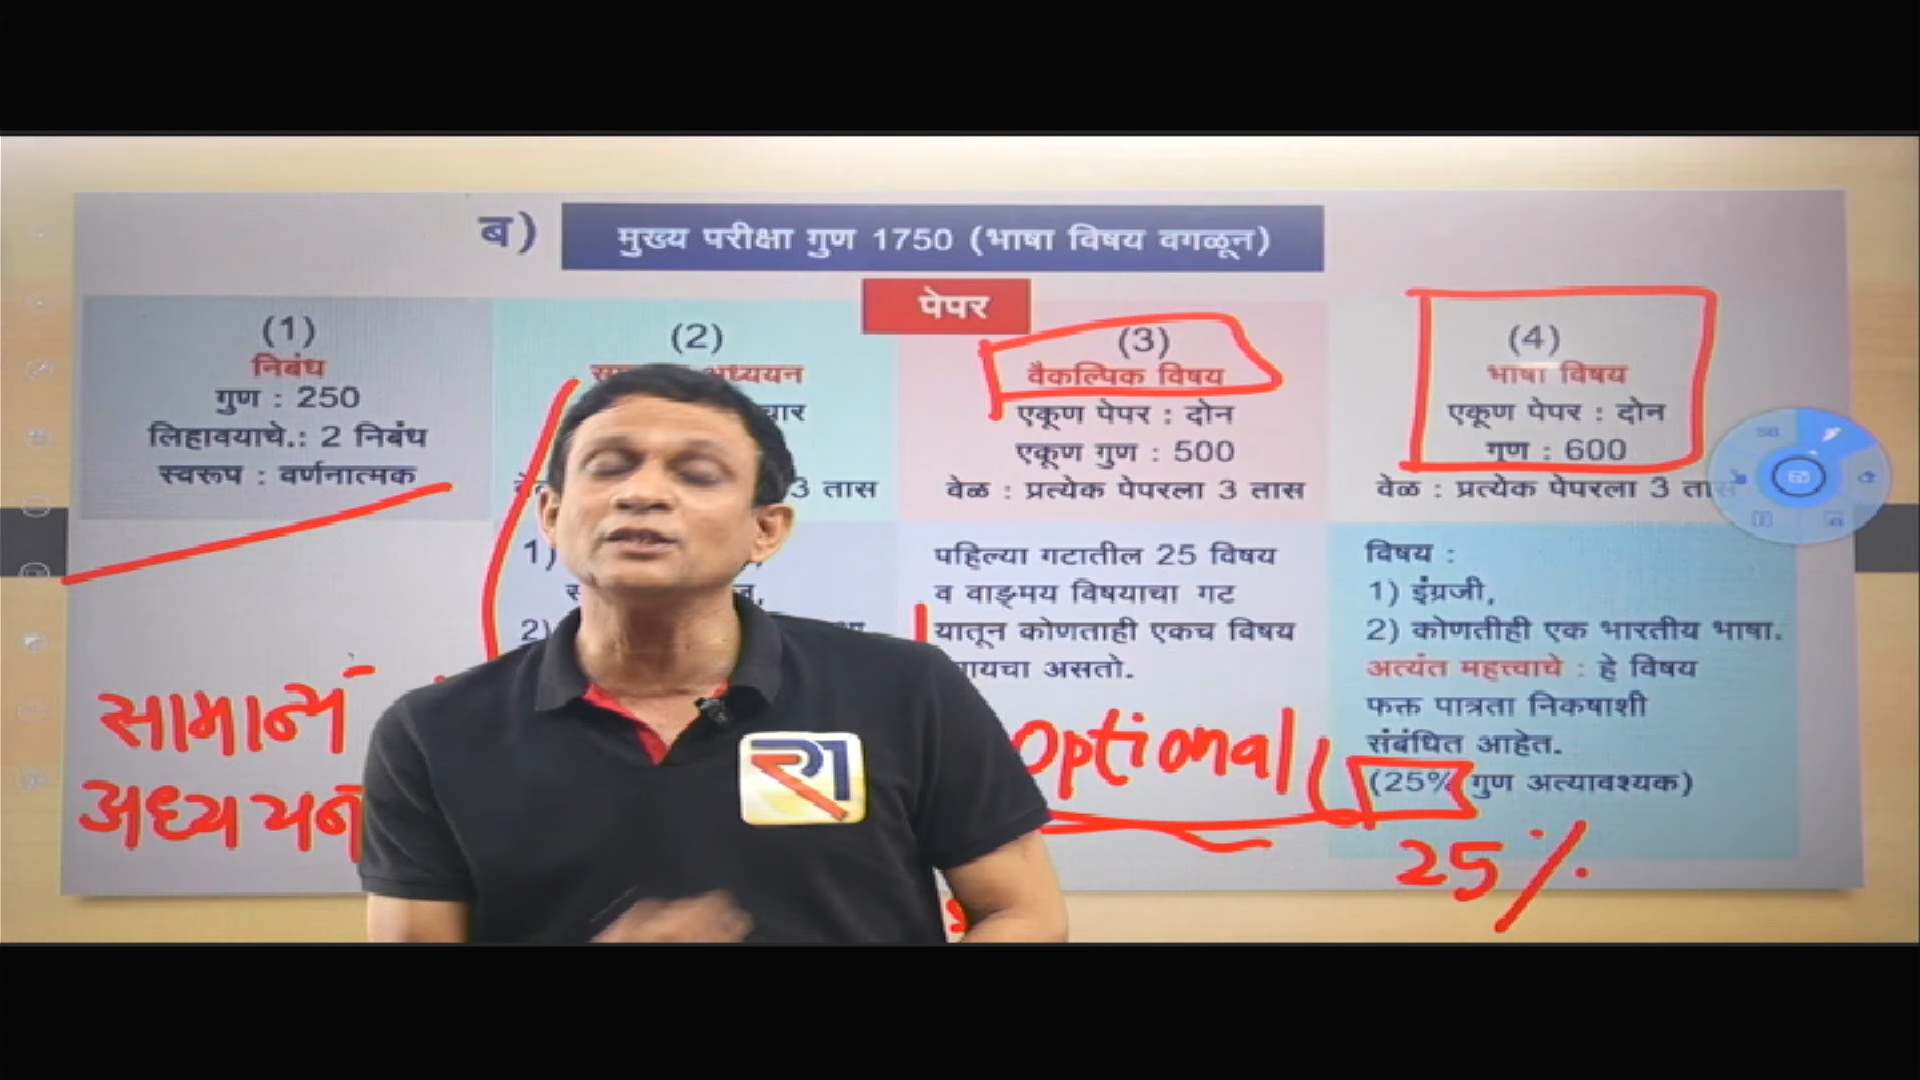 ब)
मुख्य परीक्षा गुण 1750 (भाषा विषय वगळून)
पेपर
(1)
निबंध
गुण : 250
लिहावयाचे.: 2 निबंध
स्वरूप : वर्णनात्मक
(2)
अध्ययन
चार
3 तास
1)
2)
(3)
वैकल्पिक विषय
एकूण पेपर : दोन
एकूण गुण : 500
वेळ : प्रत्येक पेपरला 3 तास
पहिल्या गटातील 25 विषय
व वाङ्मय विषयाचा गट
यातून कोणताही एकच विषय
असतो.
(4)
भाषा विषय
एकूण पेपर : दोन
गुण : 600
वेळ : प्रत्येक पेपरला 3 तास
विषय :
1) इंग्रजी,
2) कोणतीही एक भारतीय भाषा.
अत्यंत महत्त्वाचे : हे विषय
फक्त पात्रता निकषाशी
संबंधित आहेत.
(25% गुण अत्यावश्यक)
सामान्य
अध्ययन
optional
25%